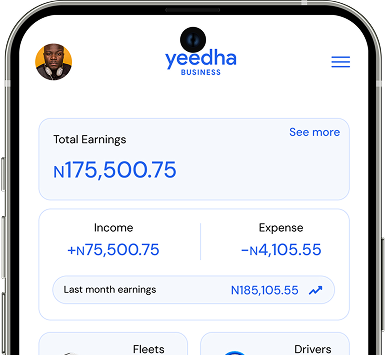 yeedha
BUSINESS
Total Earnings
See more
N175,500.75
Income
Expense
+N75,500.75
-N4,105.55
Last month earnings
N185,105.55
Fleets
Drivers